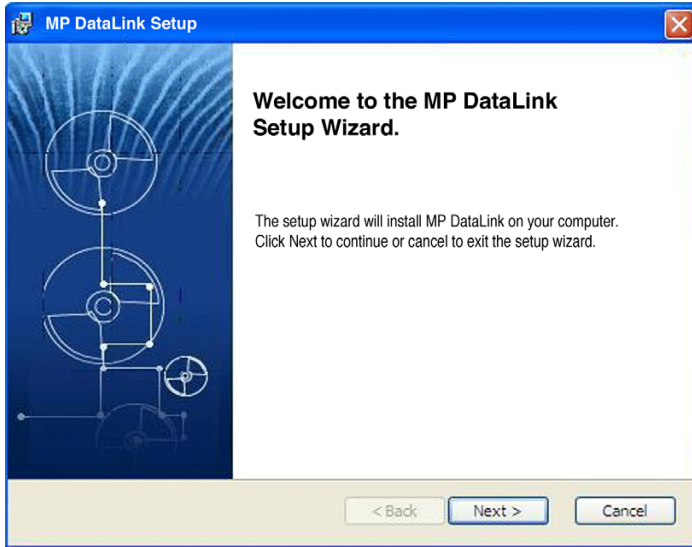 MP DataLink Setup
Welcome to the MP DataLink
Setup Wizard.
The setup wizard will install MP DataLink on your computer.
Click Next to continue or cancel to exit the setup wizard.
< Back
Next >
Cancel